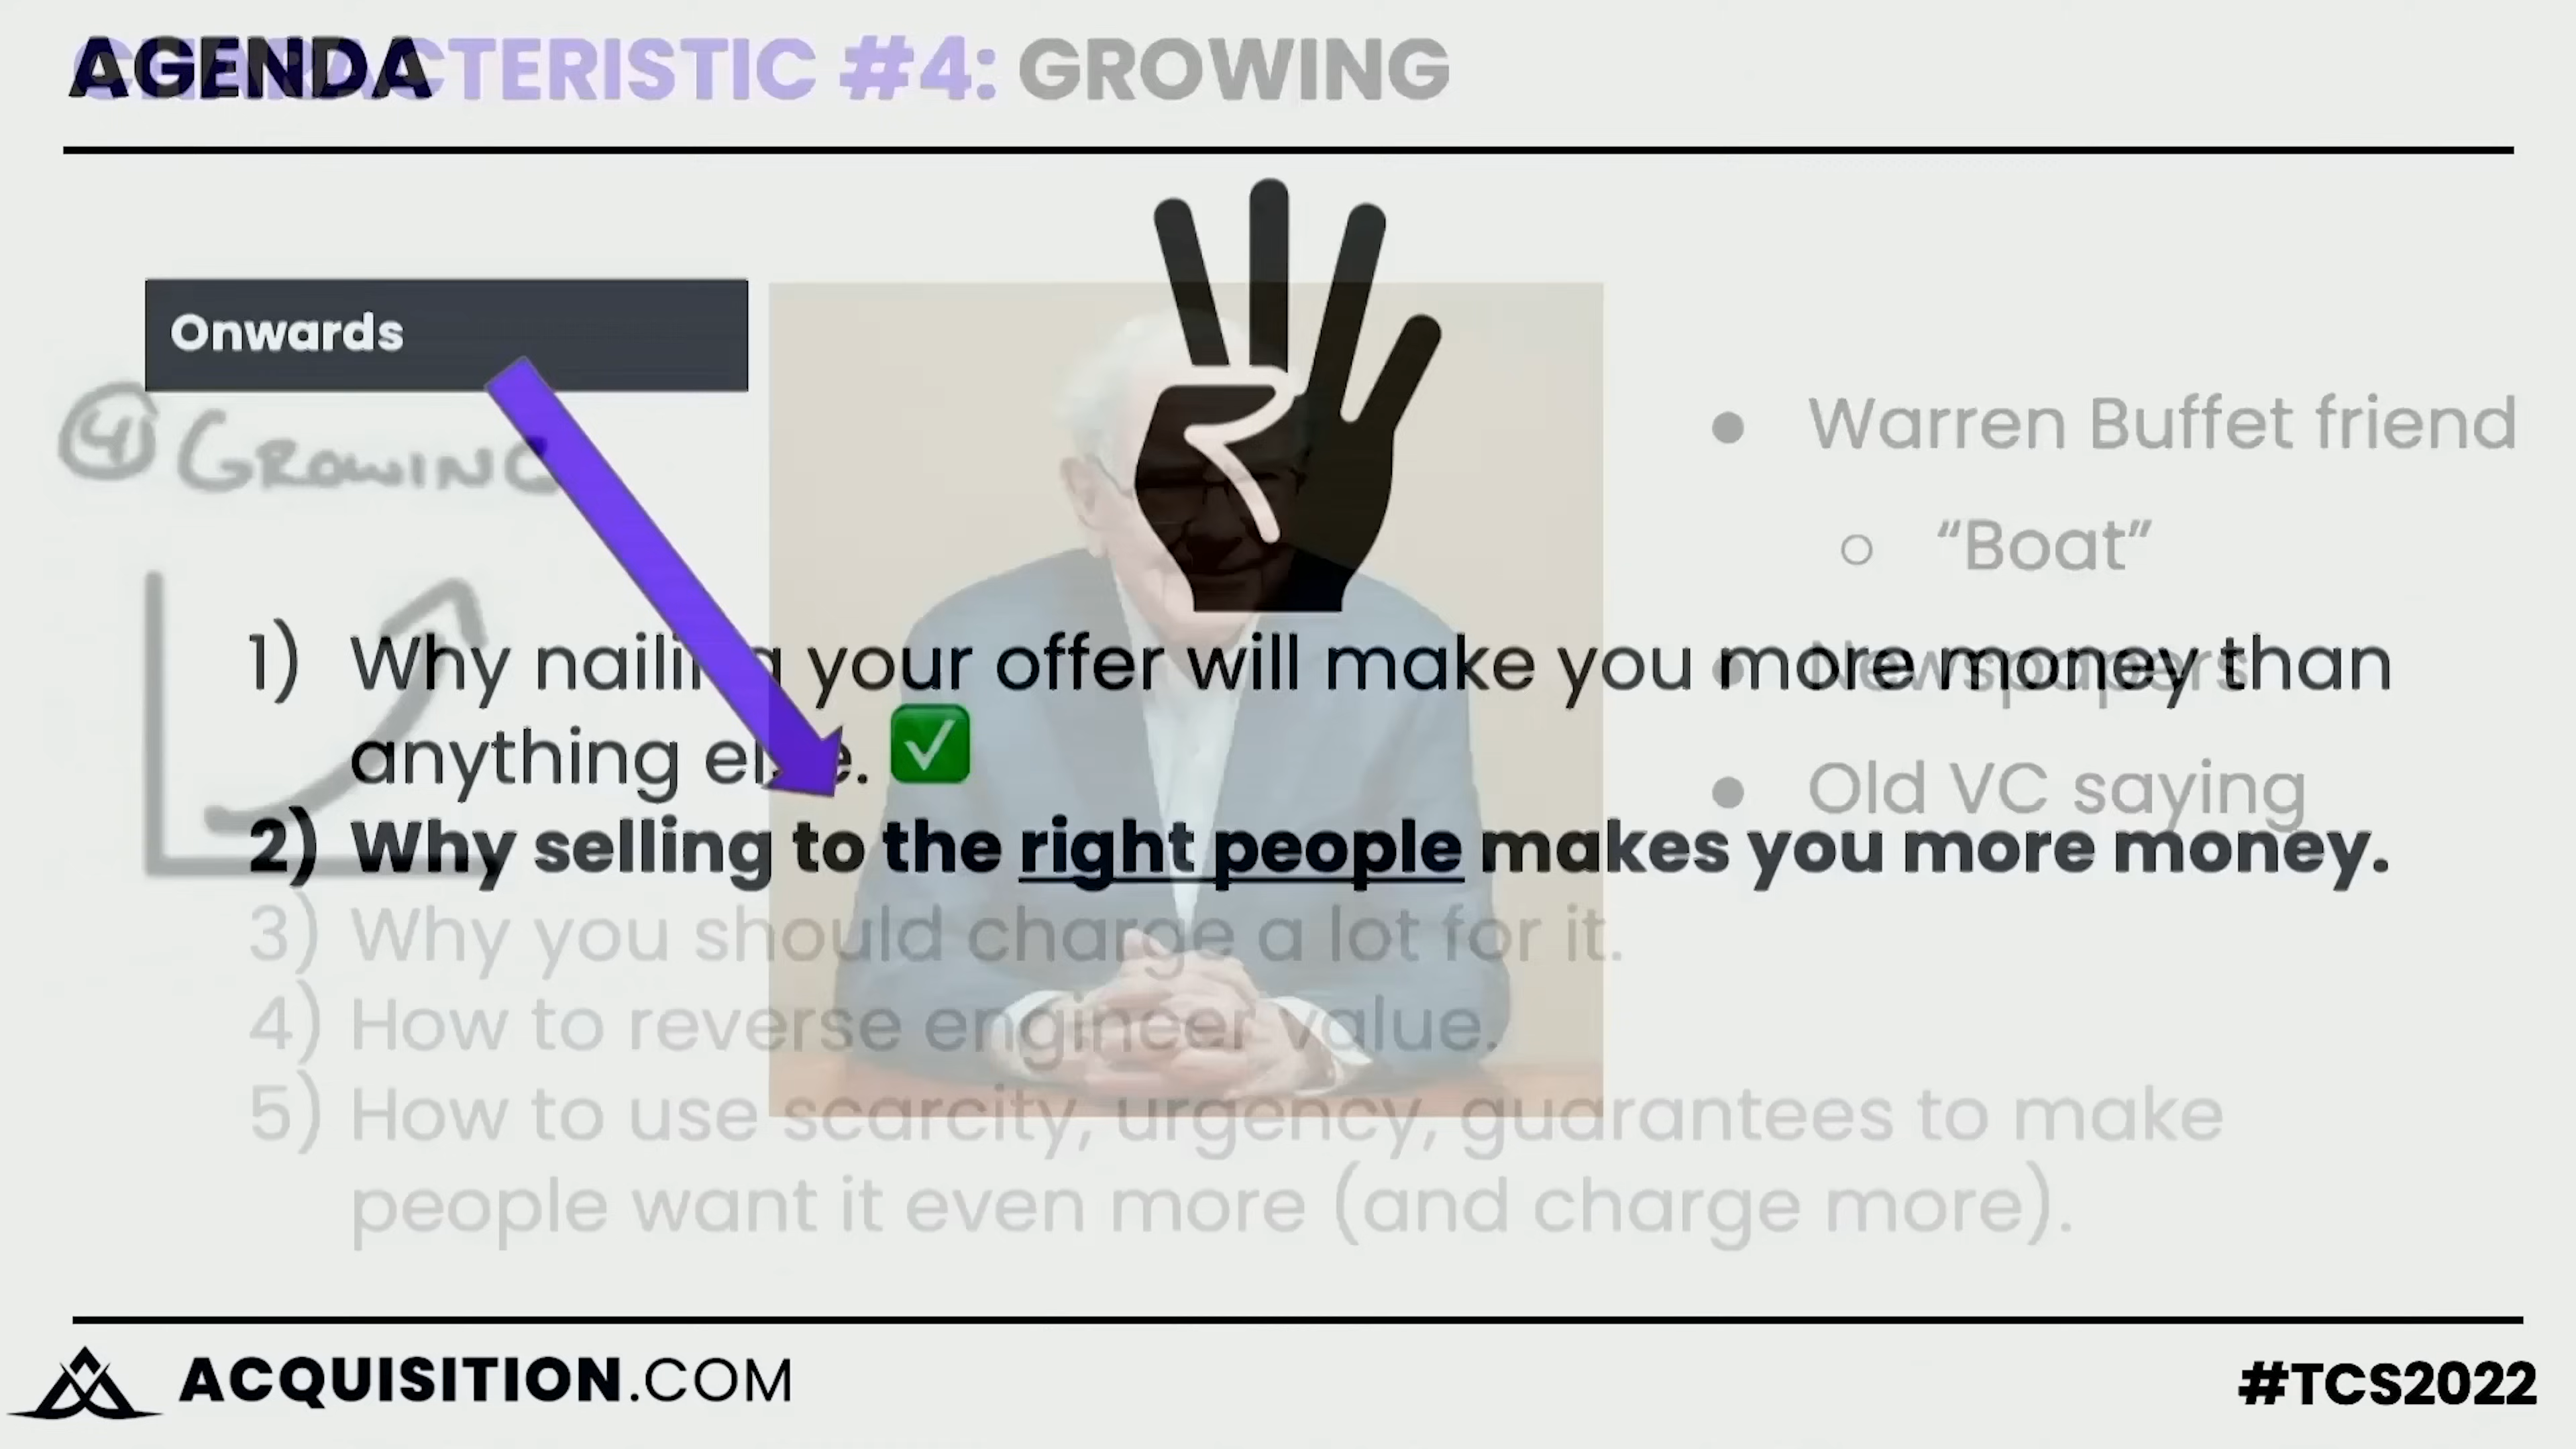 AGENDA
CHARACTERISTIC #4: GROWING
Onwards
4 GROWING
Warren Buffet friend
“Boat”
Newspapers
Old VC saying
1) Why nailing your offer will make you more money than
anything else. ✅
2) Why selling to the right people makes you more money.
3) Why you should charge a lot for it.
4) How to reverse engineer value.
5) How to use scarcity, urgency, guarantees to make
people want it even more (and charge more).
ACQUISITION.COM
#TCS2022